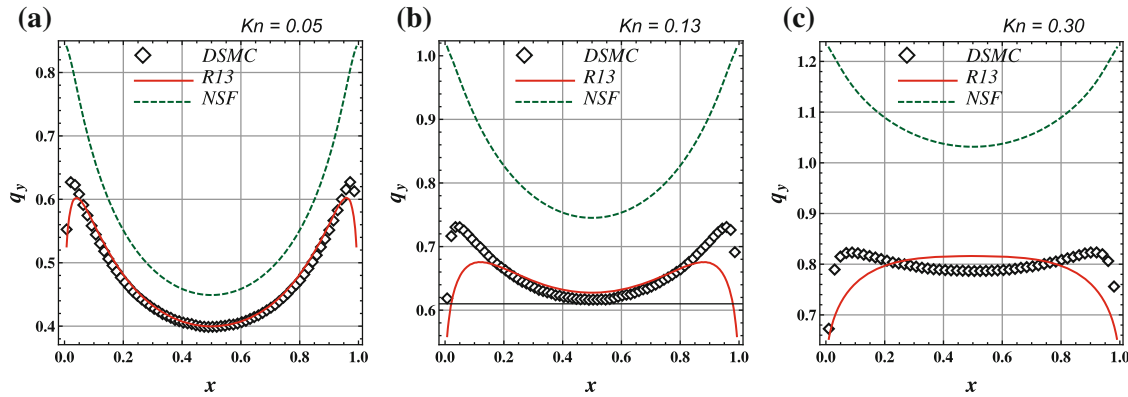 (a) Kn = 0.05
DSMC
R13
NSF
0.8
0.7
0.6
0.5
0.4
q_y
0.0 0.2 0.4 0.6 0.8 1.0
x
(b) Kn = 0.13
DSMC
R13
NSF
1.0
0.9
0.8
0.7
0.6
q_y
0.0 0.2 0.4 0.6 0.8 1.0
x
(c) Kn = 0.30
DSMC
R13
NSF
1.2
1.1
1.0
0.9
0.8
0.7
q_y
0.0 0.2 0.4 0.6 0.8 1.0
x